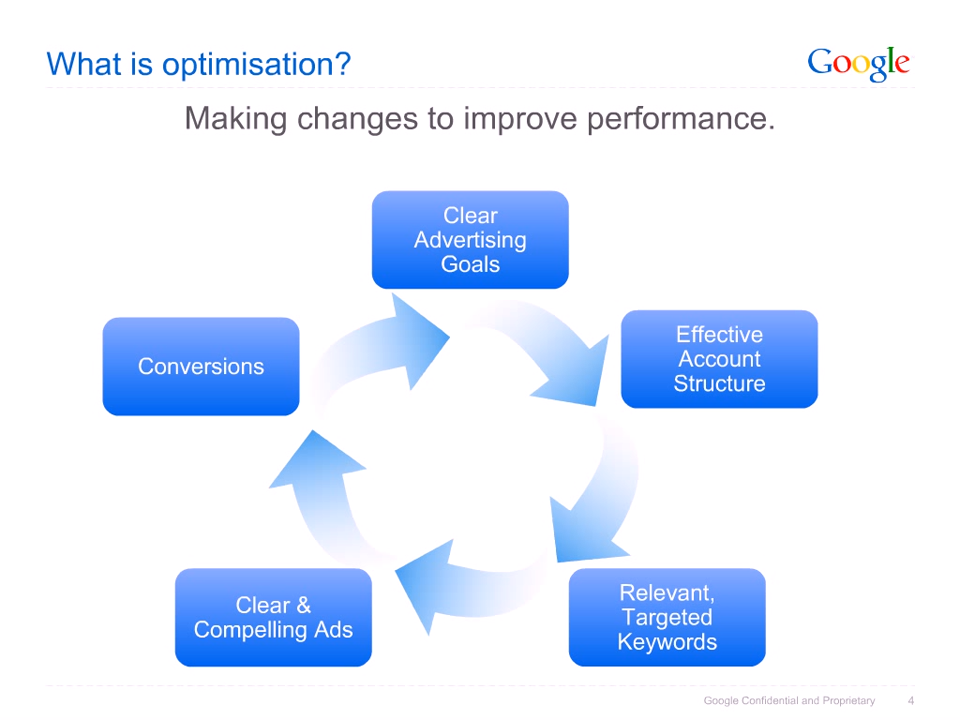 What is optimisation?
Google
Making changes to improve performance.
Clear
Advertising
Goals
Effective
Account
Structure
Relevant,
Targeted
Keywords
Clear &
Compelling Ads
Conversions
Google Confidential and Proprietary
4